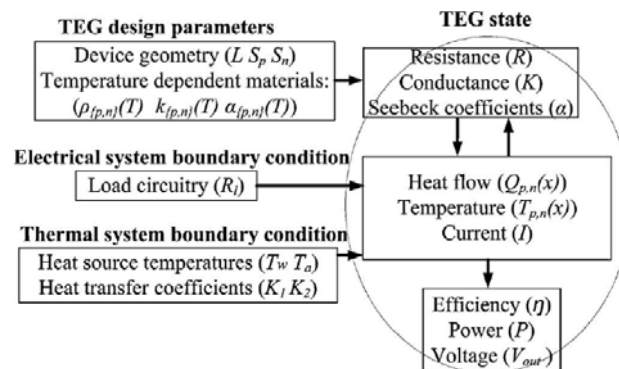 TEG design parameters
Device geometry (L Sp Sn)
Temperature dependent materials:
(ρ{p,n}(T) k{p,n}(T) α{p,n}(T))
Electrical system boundary condition
Load circuitry (Rl)
Thermal system boundary condition
Heat source temperatures (Tw Ta)
Heat transfer coefficients (K1 K2)
TEG state
Resistance (R)
Conductance (K)
Seebeck coefficients (α)
Heat flow (Qp,n(x))
Temperature (Tp,n(x))
Current (I)
Efficiency (η)
Power (P)
Voltage (Vout)